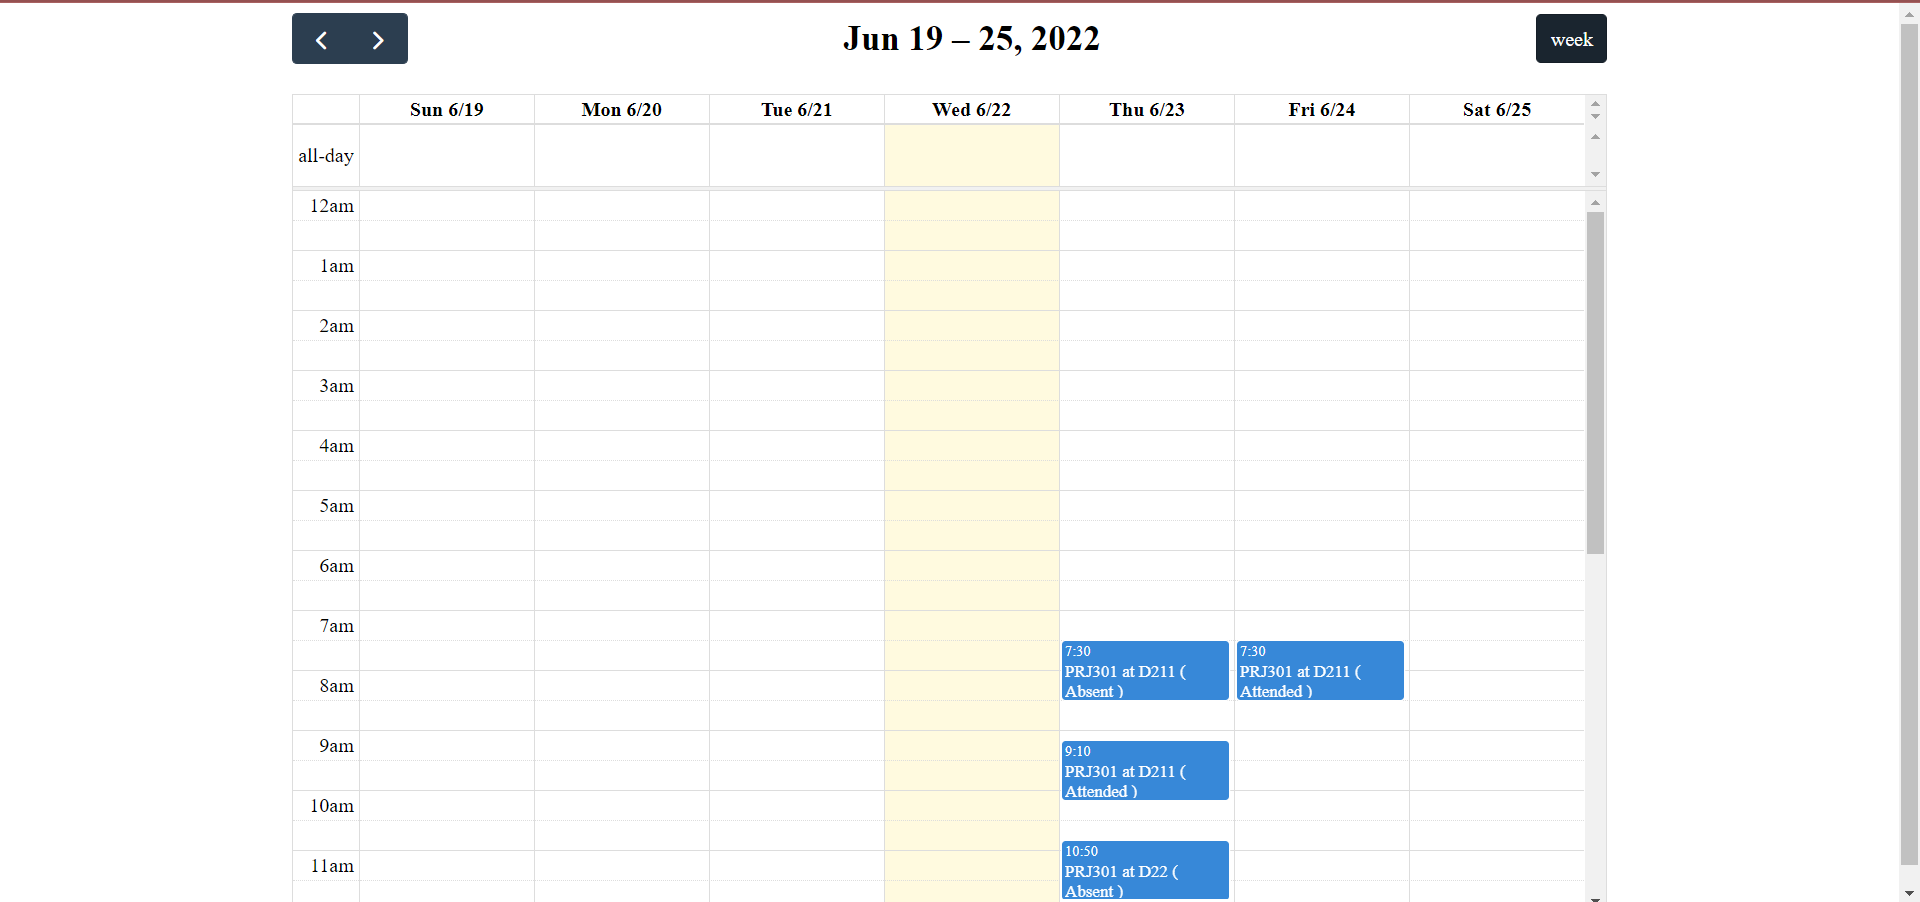 Jun 19 – 25, 2022
week
Sun 6/19
Mon 6/20
Tue 6/21
Wed 6/22
Thu 6/23
Fri 6/24
Sat 6/25
all-day
12am
1am
2am
3am
4am
5am
6am
7am
7:30
PRJ301 at D211 (
Absent )
7:30
PRJ301 at D211 (
Attended )
8am
9am
9:10
PRJ301 at D211 (
Attended )
10am
10:50
PRJ301 at D22 (
Absent )
11am